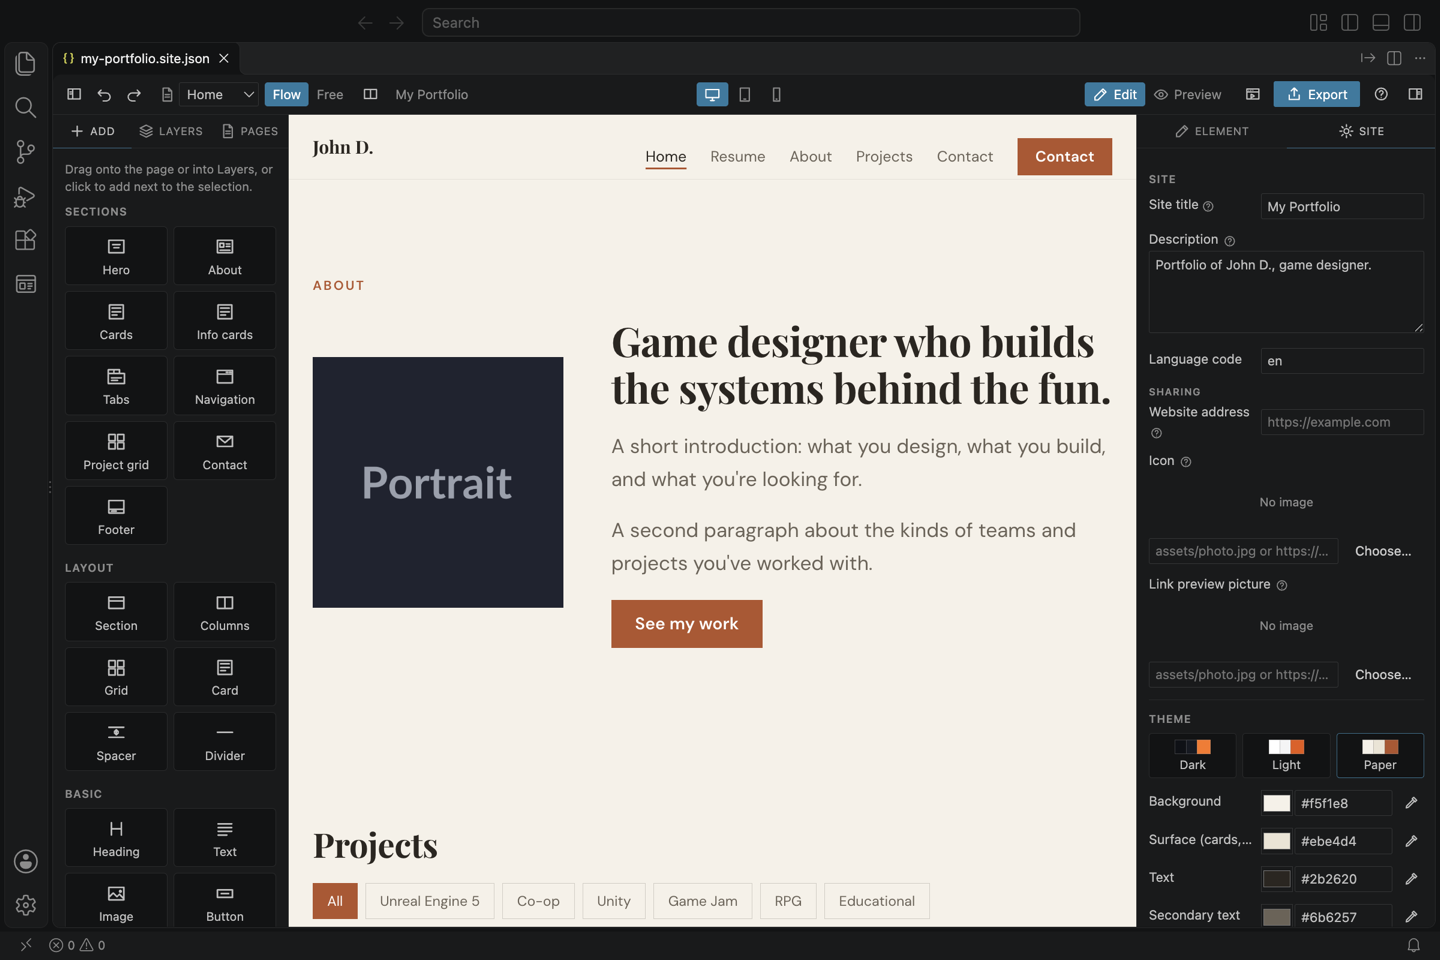 Search
{} my-portfolio.site.json
Home
Flow
Free
My Portfolio
Edit
Preview
Export
ADD
LAYERS
PAGES
Drag onto the page or into Layers, or
click to add next to the selection.
SECTIONS
Hero
About
Cards
Info cards
Tabs
Navigation
Project grid
Contact
Footer
LAYOUT
Section
Columns
Grid
Card
Spacer
Divider
BASIC
Heading
Text
Image
Button
John D.
Home
Resume
About
Projects
Contact
Contact
ABOUT
Portrait
Game designer who builds
the systems behind the fun.
A short introduction: what you design, what you build,
and what you're looking for.
A second paragraph about the kinds of teams and
projects you've worked with.
See my work
Projects
All
Unreal Engine 5
Co-op
Unity
Game Jam
RPG
Educational
ELEMENT
SITE
SITE
Site title
My Portfolio
Description
Portfolio of John D., game designer.
Language code
en
SHARING
Website address
https://example.com
Icon
No image
assets/photo.jpg or https://...
Choose...
Link preview picture
No image
assets/photo.jpg or https://...
Choose...
THEME
Dark
Light
Paper
Background
#f5f1e8
Surface (cards,...
#ebe4d4
Text
#2b2620
Secondary text
#6b6257
0
0